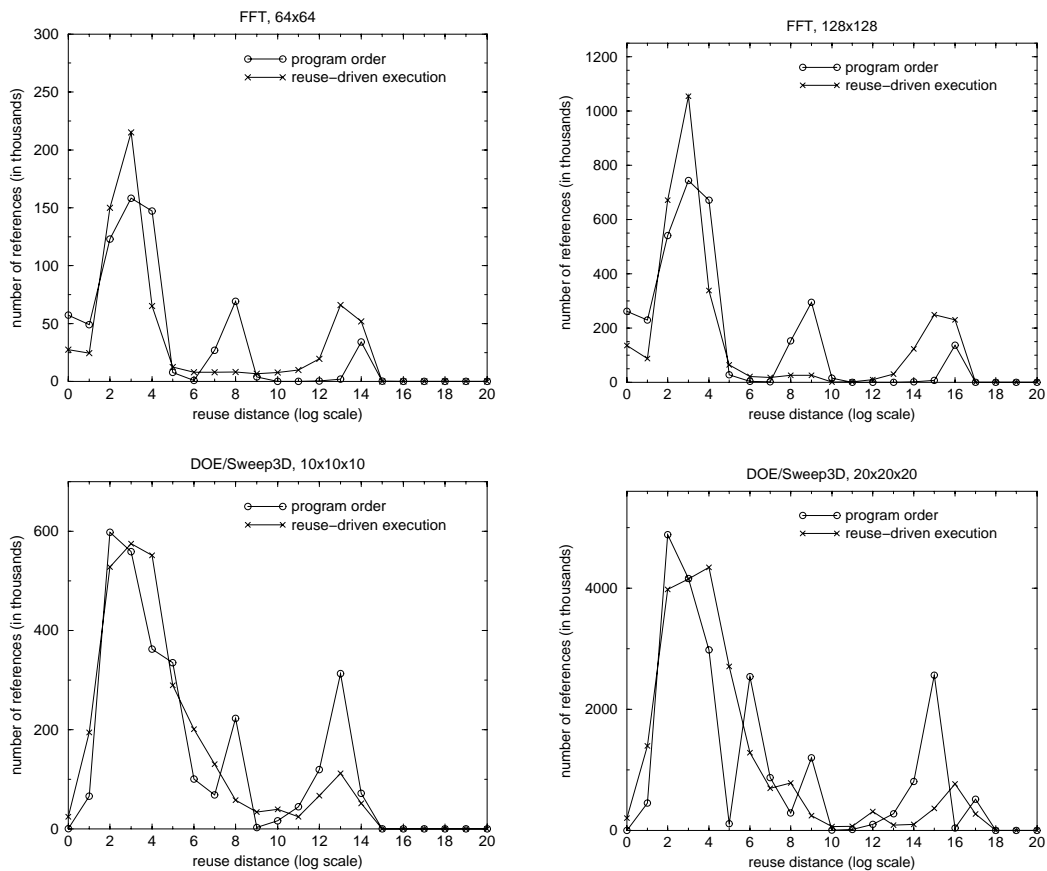 FFT, 64x64
300
250
200
150
100
50
0
number of references (in thousands)
program order
reuse−driven execution
0 2 4 6 8 10 12 14 16 18 20
reuse distance (log scale)
FFT, 128x128
1200
1000
800
600
400
200
0
number of references (in thousands)
program order
reuse−driven execution
0 2 4 6 8 10 12 14 16 18 20
reuse distance (log scale)
DOE/Sweep3D, 10x10x10
600
400
200
0
number of references (in thousands)
program order
reuse−driven execution
0 2 4 6 8 10 12 14 16 18 20
reuse distance (log scale)
DOE/Sweep3D, 20x20x20
4000
2000
0
number of references (in thousands)
program order
reuse−driven execution
0 2 4 6 8 10 12 14 16 18 20
reuse distance (log scale)